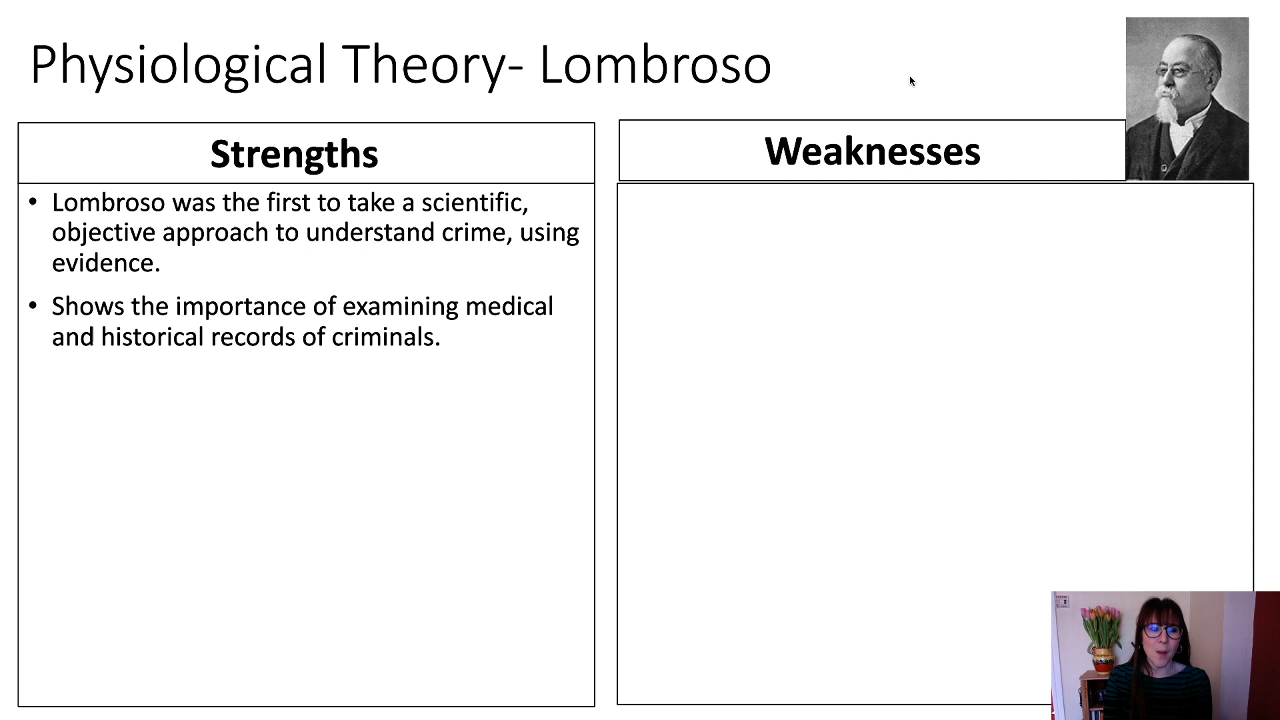 Physiological Theory- Lombroso
Strengths
• Lombroso was the first to take a scientific,
objective approach to understand crime, using
evidence.
• Shows the importance of examining medical
and historical records of criminals.
Weaknesses